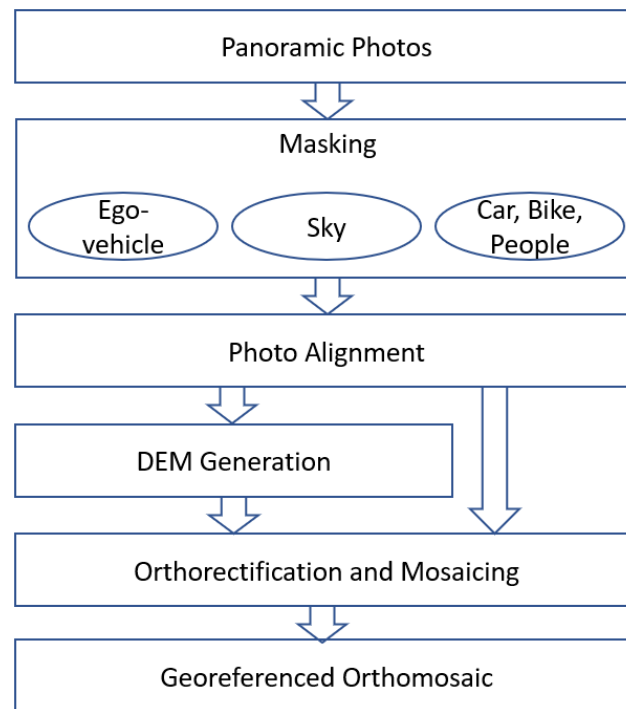 Panoramic Photos
Masking
Ego-
vehicle
Sky
Car, Bike,
People
Photo Alignment
DEM Generation
Orthorectification and Mosaicing
Georeferenced Orthomosaic